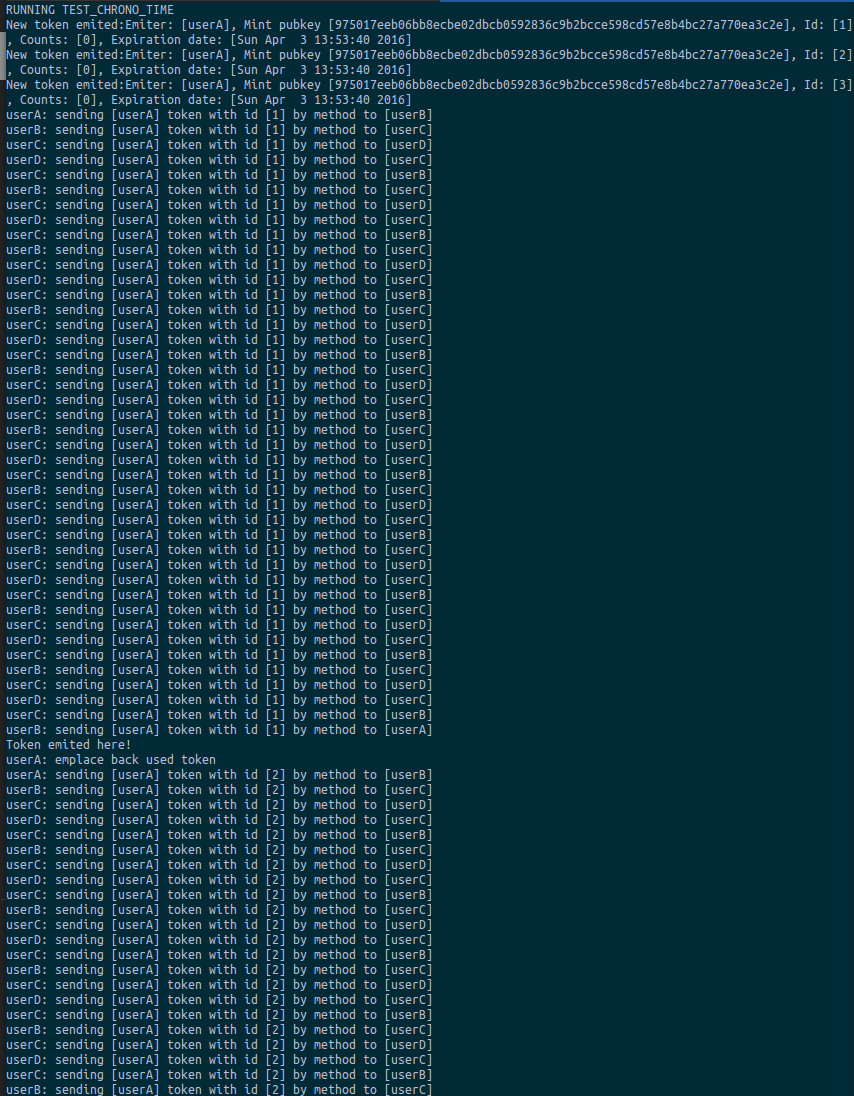 RUNNING TEST_CHRONO_TIME
New token emited:Emiter: [userA], Mint pubkey [975017eeb06bb8ecbe02dbcb0592836c9b2bcce598cd57e8b4bc27a770ea3c2e], Id: [1]
, Counts: [0], Expiration date: [Sun Apr  3 13:53:40 2016]
New token emited:Emiter: [userA], Mint pubkey [975017eeb06bb8ecbe02dbcb0592836c9b2bcce598cd57e8b4bc27a770ea3c2e], Id: [2]
, Counts: [0], Expiration date: [Sun Apr  3 13:53:40 2016]
New token emited:Emiter: [userA], Mint pubkey [975017eeb06bb8ecbe02dbcb0592836c9b2bcce598cd57e8b4bc27a770ea3c2e], Id: [3]
, Counts: [0], Expiration date: [Sun Apr  3 13:53:40 2016]
userA: sending [userA] token with id [1] by method to [userB]
userB: sending [userA] token with id [1] by method to [userC]
userC: sending [userA] token with id [1] by method to [userD]
userD: sending [userA] token with id [1] by method to [userC]
userC: sending [userA] token with id [1] by method to [userB]
userB: sending [userA] token with id [1] by method to [userC]
userC: sending [userA] token with id [1] by method to [userD]
userD: sending [userA] token with id [1] by method to [userC]
userC: sending [userA] token with id [1] by method to [userB]
userB: sending [userA] token with id [1] by method to [userC]
userC: sending [userA] token with id [1] by method to [userD]
userD: sending [userA] token with id [1] by method to [userC]
userC: sending [userA] token with id [1] by method to [userB]
userB: sending [userA] token with id [1] by method to [userC]
userC: sending [userA] token with id [1] by method to [userD]
userD: sending [userA] token with id [1] by method to [userC]
userC: sending [userA] token with id [1] by method to [userB]
userB: sending [userA] token with id [1] by method to [userC]
userC: sending [userA] token with id [1] by method to [userD]
userD: sending [userA] token with id [1] by method to [userC]
userC: sending [userA] token with id [1] by method to [userB]
userB: sending [userA] token with id [1] by method to [userC]
userC: sending [userA] token with id [1] by method to [userD]
userD: sending [userA] token with id [1] by method to [userC]
userC: sending [userA] token with id [1] by method to [userB]
userB: sending [userA] token with id [1] by method to [userC]
userC: sending [userA] token with id [1] by method to [userD]
userD: sending [userA] token with id [1] by method to [userC]
userC: sending [userA] token with id [1] by method to [userB]
userB: sending [userA] token with id [1] by method to [userC]
userC: sending [userA] token with id [1] by method to [userD]
userD: sending [userA] token with id [1] by method to [userC]
userC: sending [userA] token with id [1] by method to [userB]
userB: sending [userA] token with id [1] by method to [userC]
userC: sending [userA] token with id [1] by method to [userD]
userD: sending [userA] token with id [1] by method to [userC]
userC: sending [userA] token with id [1] by method to [userB]
userB: sending [userA] token with id [1] by method to [userC]
userC: sending [userA] token with id [1] by method to [userD]
userD: sending [userA] token with id [1] by method to [userC]
userC: sending [userA] token with id [1] by method to [userB]
userB: sending [userA] token with id [1] by method to [userA]
Token emited here!
userA: emplace back used token
userA: sending [userA] token with id [2] by method to [userB]
userB: sending [userA] token with id [2] by method to [userC]
userC: sending [userA] token with id [2] by method to [userD]
userD: sending [userA] token with id [2] by method to [userC]
userC: sending [userA] token with id [2] by method to [userB]
userB: sending [userA] token with id [2] by method to [userC]
userC: sending [userA] token with id [2] by method to [userD]
userD: sending [userA] token with id [2] by method to [userC]
userC: sending [userA] token with id [2] by method to [userB]
userB: sending [userA] token with id [2] by method to [userC]
userC: sending [userA] token with id [2] by method to [userD]
userD: sending [userA] token with id [2] by method to [userC]
userC: sending [userA] token with id [2] by method to [userB]
userB: sending [userA] token with id [2] by method to [userC]
userC: sending [userA] token with id [2] by method to [userD]
userD: sending [userA] token with id [2] by method to [userC]
userC: sending [userA] token with id [2] by method to [userB]
userB: sending [userA] token with id [2] by method to [userC]
userC: sending [userA] token with id [2] by method to [userD]
userD: sending [userA] token with id [2] by method to [userC]
userC: sending [userA] token with id [2] by method to [userB]
userB: sending [userA] token with id [2] by method to [userC]